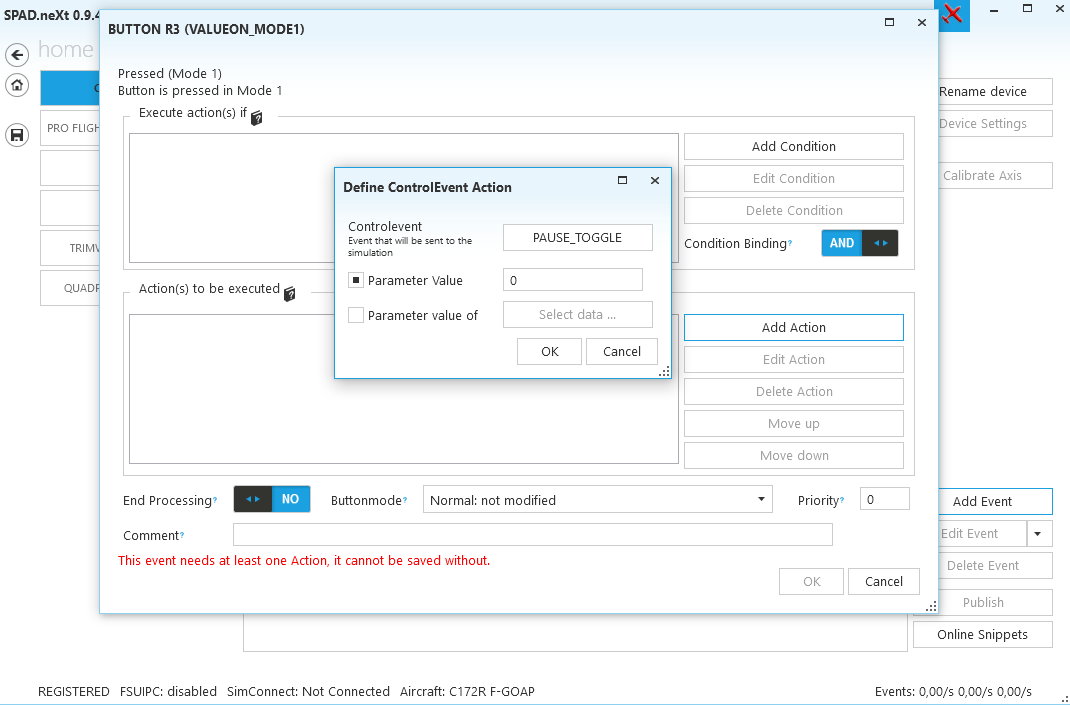 SPAD.neXt 0.9.4
home
PRO FLIGH
TRIMW
QUADR
BUTTON R3 (VALUEON_MODE1)
Pressed (Mode 1)
Button is pressed in Mode 1
Execute action(s) if
Add Condition
Edit Condition
Delete Condition
Condition Binding?
AND
Define ControlEvent Action
Controlevent
Event that will be sent to the
simulation
PAUSE_TOGGLE
Parameter Value
0
Parameter value of
Select data ...
OK
Cancel
Action(s) to be executed
Add Action
Edit Action
Delete Action
Move up
Move down
End Processing?
NO
Buttonmode?
Normal: not modified
Priority?
0
Comment?
This event needs at least one Action, it cannot be saved without.
OK
Cancel
Rename device
Device Settings
Calibrate Axis
Add Event
Edit Event
Delete Event
Publish
Online Snippets
REGISTERED FSUIPC: disabled SimConnect: Not Connected Aircraft: C172R F-GOAP
Events: 0,00/s 0,00/s 0,00/s